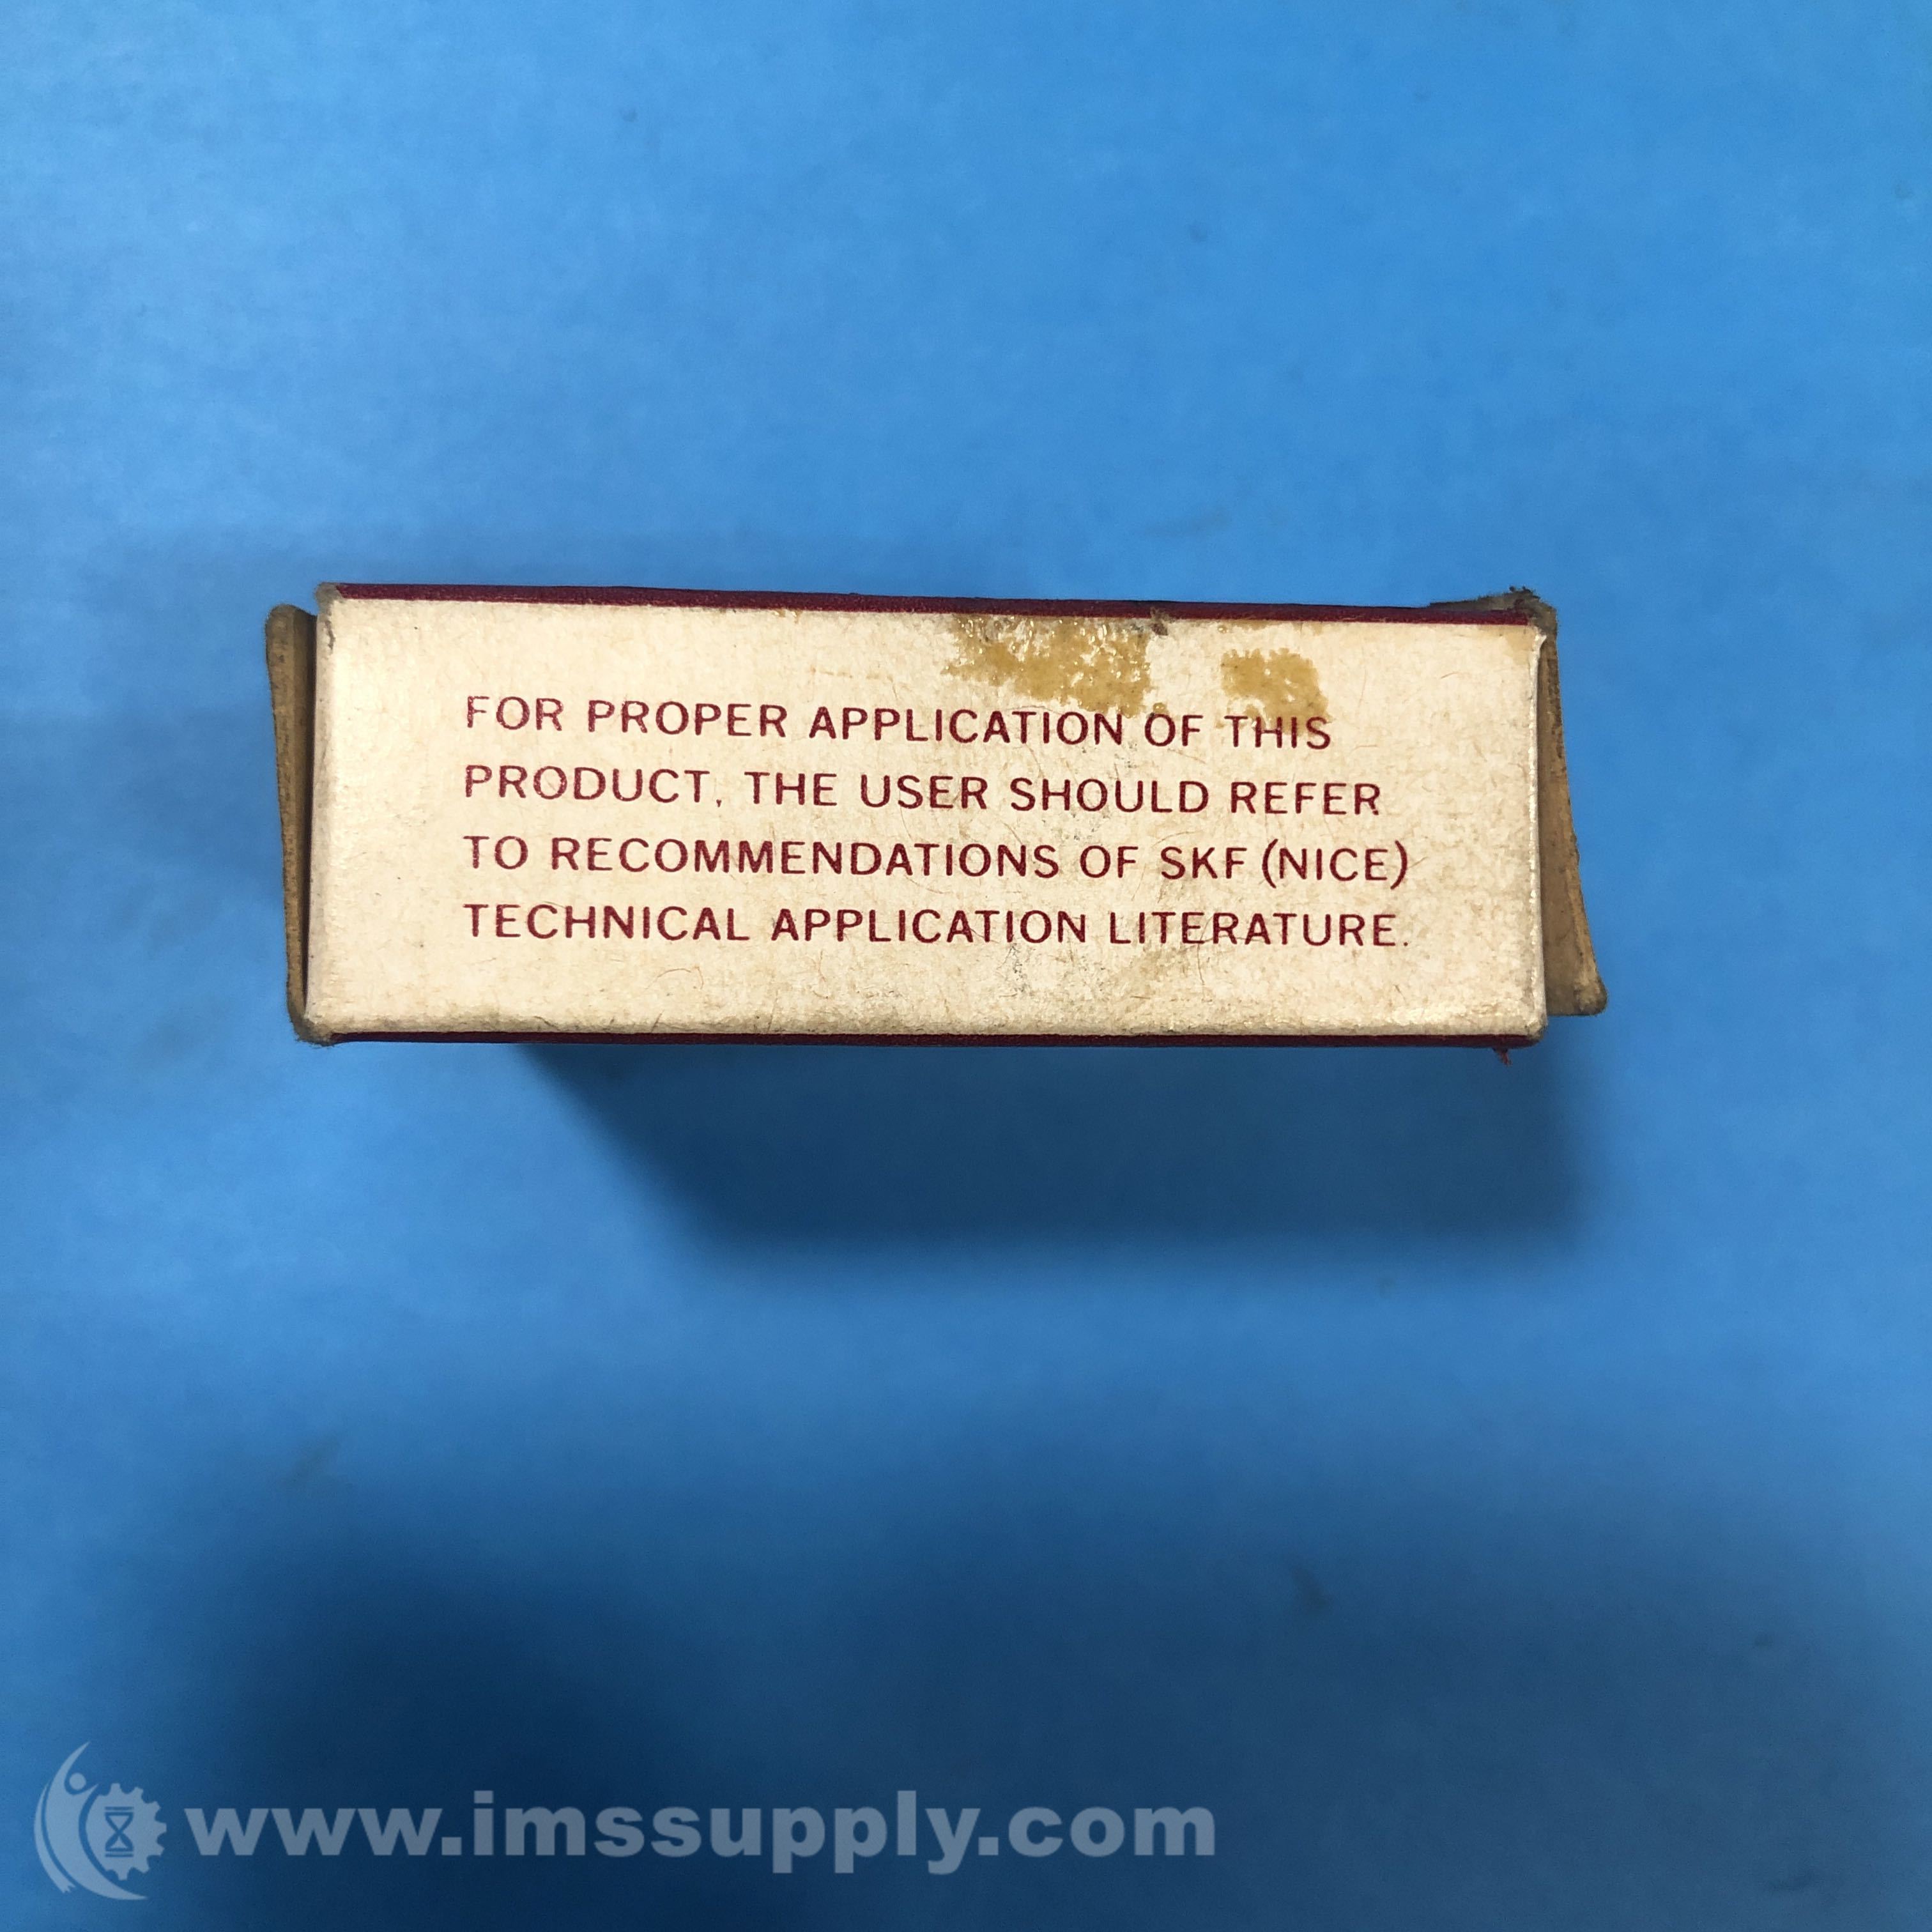 FOR PROPER APPLICATION OF THIS
PRODUCT, THE USER SHOULD REFER
TO RECOMMENDATIONS OF SKF (NICE)
TECHNICAL APPLICATION LITERATURE.
www.imssupply.com